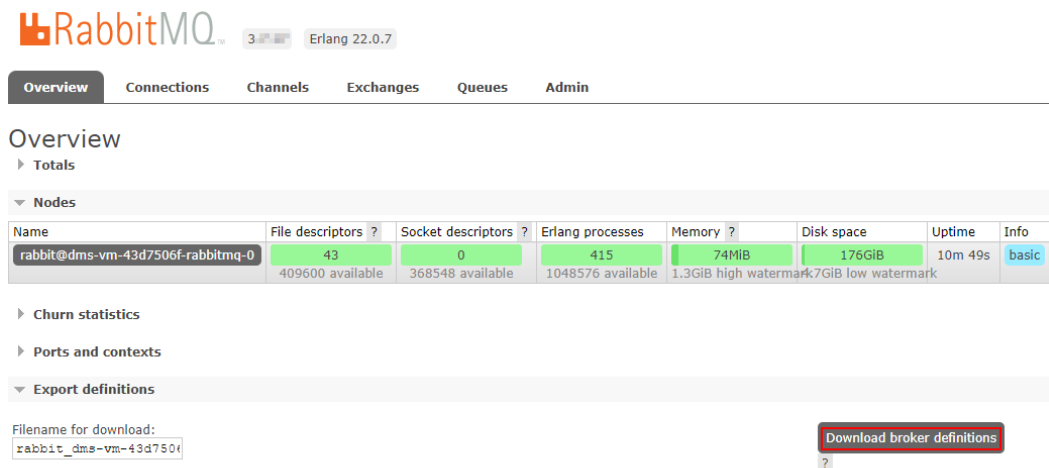 RabbitMQ TM 3 Erlang 22.0.7
Overview Connections Channels Exchanges Queues Admin
Overview
Totals
Nodes
Name File descriptors ? Socket descriptors ? Erlang processes Memory ? Disk space Uptime Info
rabbit@dms-vm-43d7506f-rabbitmq-0 43 0 415 74MiB 176GiB 10m 49s basic
409600 available 368548 available 1048576 available 1.3GiB high watermark 7GiB low watermark
Churn statistics
Ports and contexts
Export definitions
Filename for download:
rabbit_dms-vm-43d7506 Download broker definitions
?